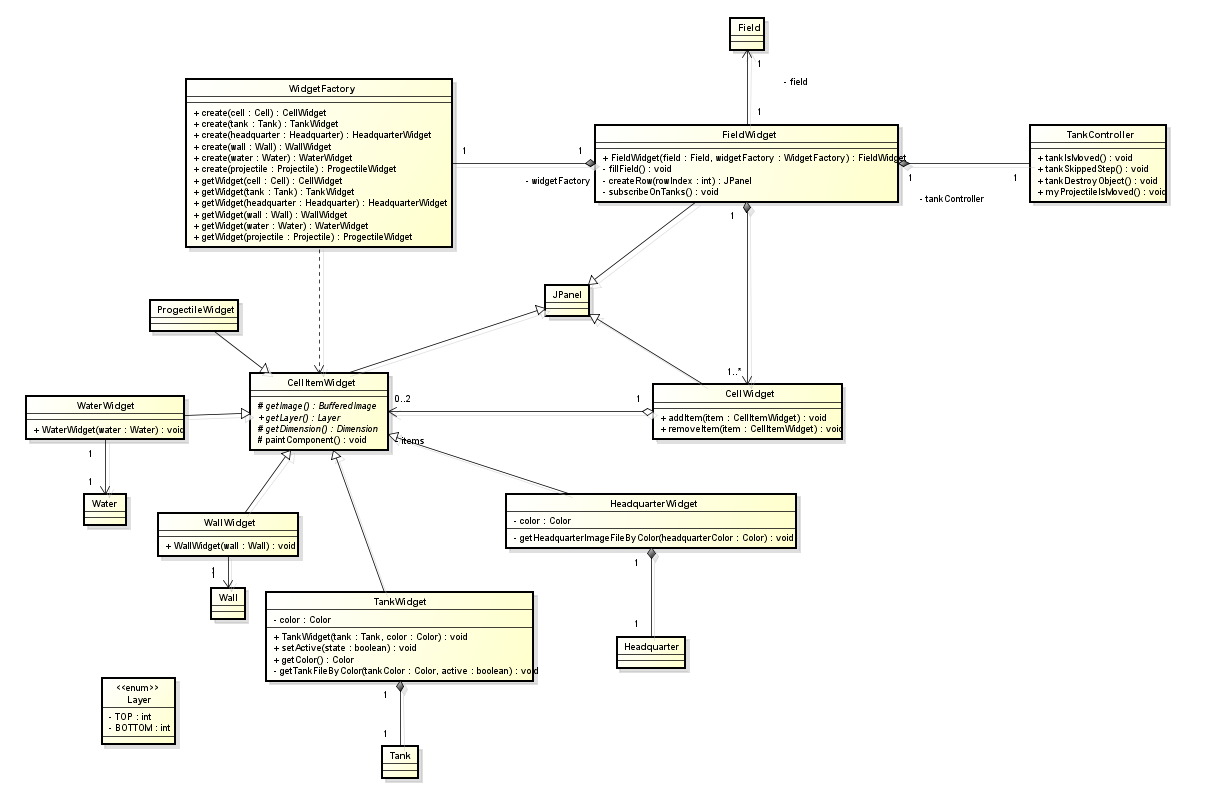 Field
1
- field
1
WidgetFactory
+ create(cell : Cell) : CellWidget
+ create(tank : Tank) : TankWidget
+ create(headquarter : Headquarter) : HeadquarterWidget
+ create(wall : Wall) : WallWidget
+ create(water : Water) : WaterWidget
+ create(projectile : Projectile) : ProgectileWidget
+ getWidget(cell : Cell) : CellWidget
+ getWidget(tank : Tank) : TankWidget
+ getWidget(headquarter : Headquarter) : HeadquarterWidget
+ getWidget(wall : Wall) : WallWidget
+ getWidget(water : Water) : WaterWidget
+ getWidget(projectile : Projectile) : ProgectileWidget
1
1
- widgetFactory
FieldWidget
+ FieldWidget(field : Field, widgetFactory : WidgetFactory) : FieldWidget
- fillField() : void
- createRow(rowIndex : int) : JPanel
- subscribeOnTanks() : void
1
1
- tankController
TankController
+ tankIsMoved() : void
+ tankSkippedStep() : void
+ tankDestroyObject() : void
+ myProjectileIsMoved() : void
1
1..*
JPanel
ProgectileWidget
CellItemWidget
# getImage() : BufferedImage
+ getLayer() : Layer
# getDimension() : Dimension
# paintComponent() : void
0..2
1
- items
CellWidget
+ addItem(item : CellItemWidget) : void
+ removeItem(item : CellItemWidget) : void
WaterWidget
+ WaterWidget(water : Water) : void
1
1
Water
WallWidget
+ WallWidget(wall : Wall) : void
1
Wall
HeadquarterWidget
- color : Color
- getHeadquarterImageFileByColor(headquarterColor : Color) : void
1
1
Headquarter
TankWidget
- color : Color
+ TankWidget(tank : Tank, color : Color) : void
+ setActive(state : boolean) : void
+ getColor() : Color
- getTankFileByColor(tankColor : Color, active : boolean) : void
1
1
Tank
<<enum>>
Layer
- TOP : int
- BOTTOM : int